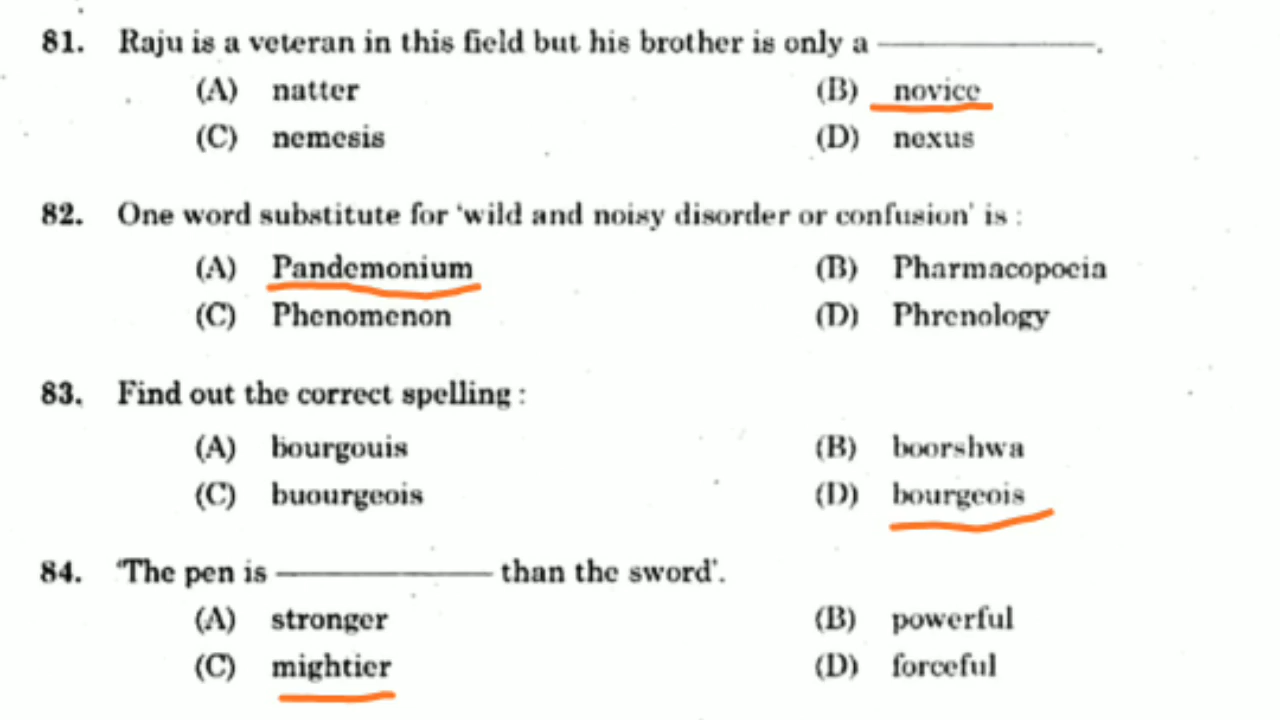 81. Raju is a veteran in this field but his brother is only a ————.
(A) natter (B) novice
(C) nemesis (D) nexus
82. One word substitute for 'wild and noisy disorder or confusion' is :
(A) Pandemonium (B) Pharmacopoeia
(C) Phenomenon (D) Phrenology
83. Find out the correct spelling :
(A) bourgouis (B) boorshwa
(C) buourgeois (D) bourgeois
84. 'The pen is ———— than the sword'.
(A) stronger (B) powerful
(C) mightier (D) forceful